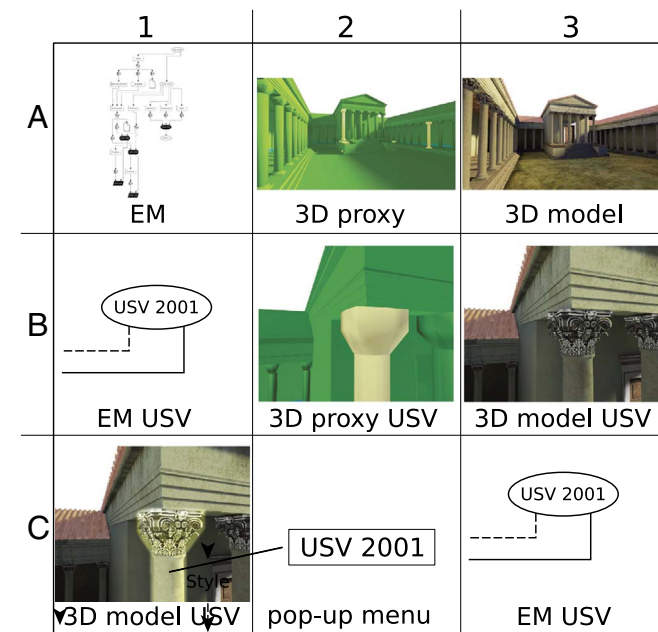 1 2 3
A
EM 3D proxy 3D model
B
USV 2001
EM USV 3D proxy USV 3D model USV
C
USV 2001
USV 2001
Style
3D model USV pop-up menu EM USV